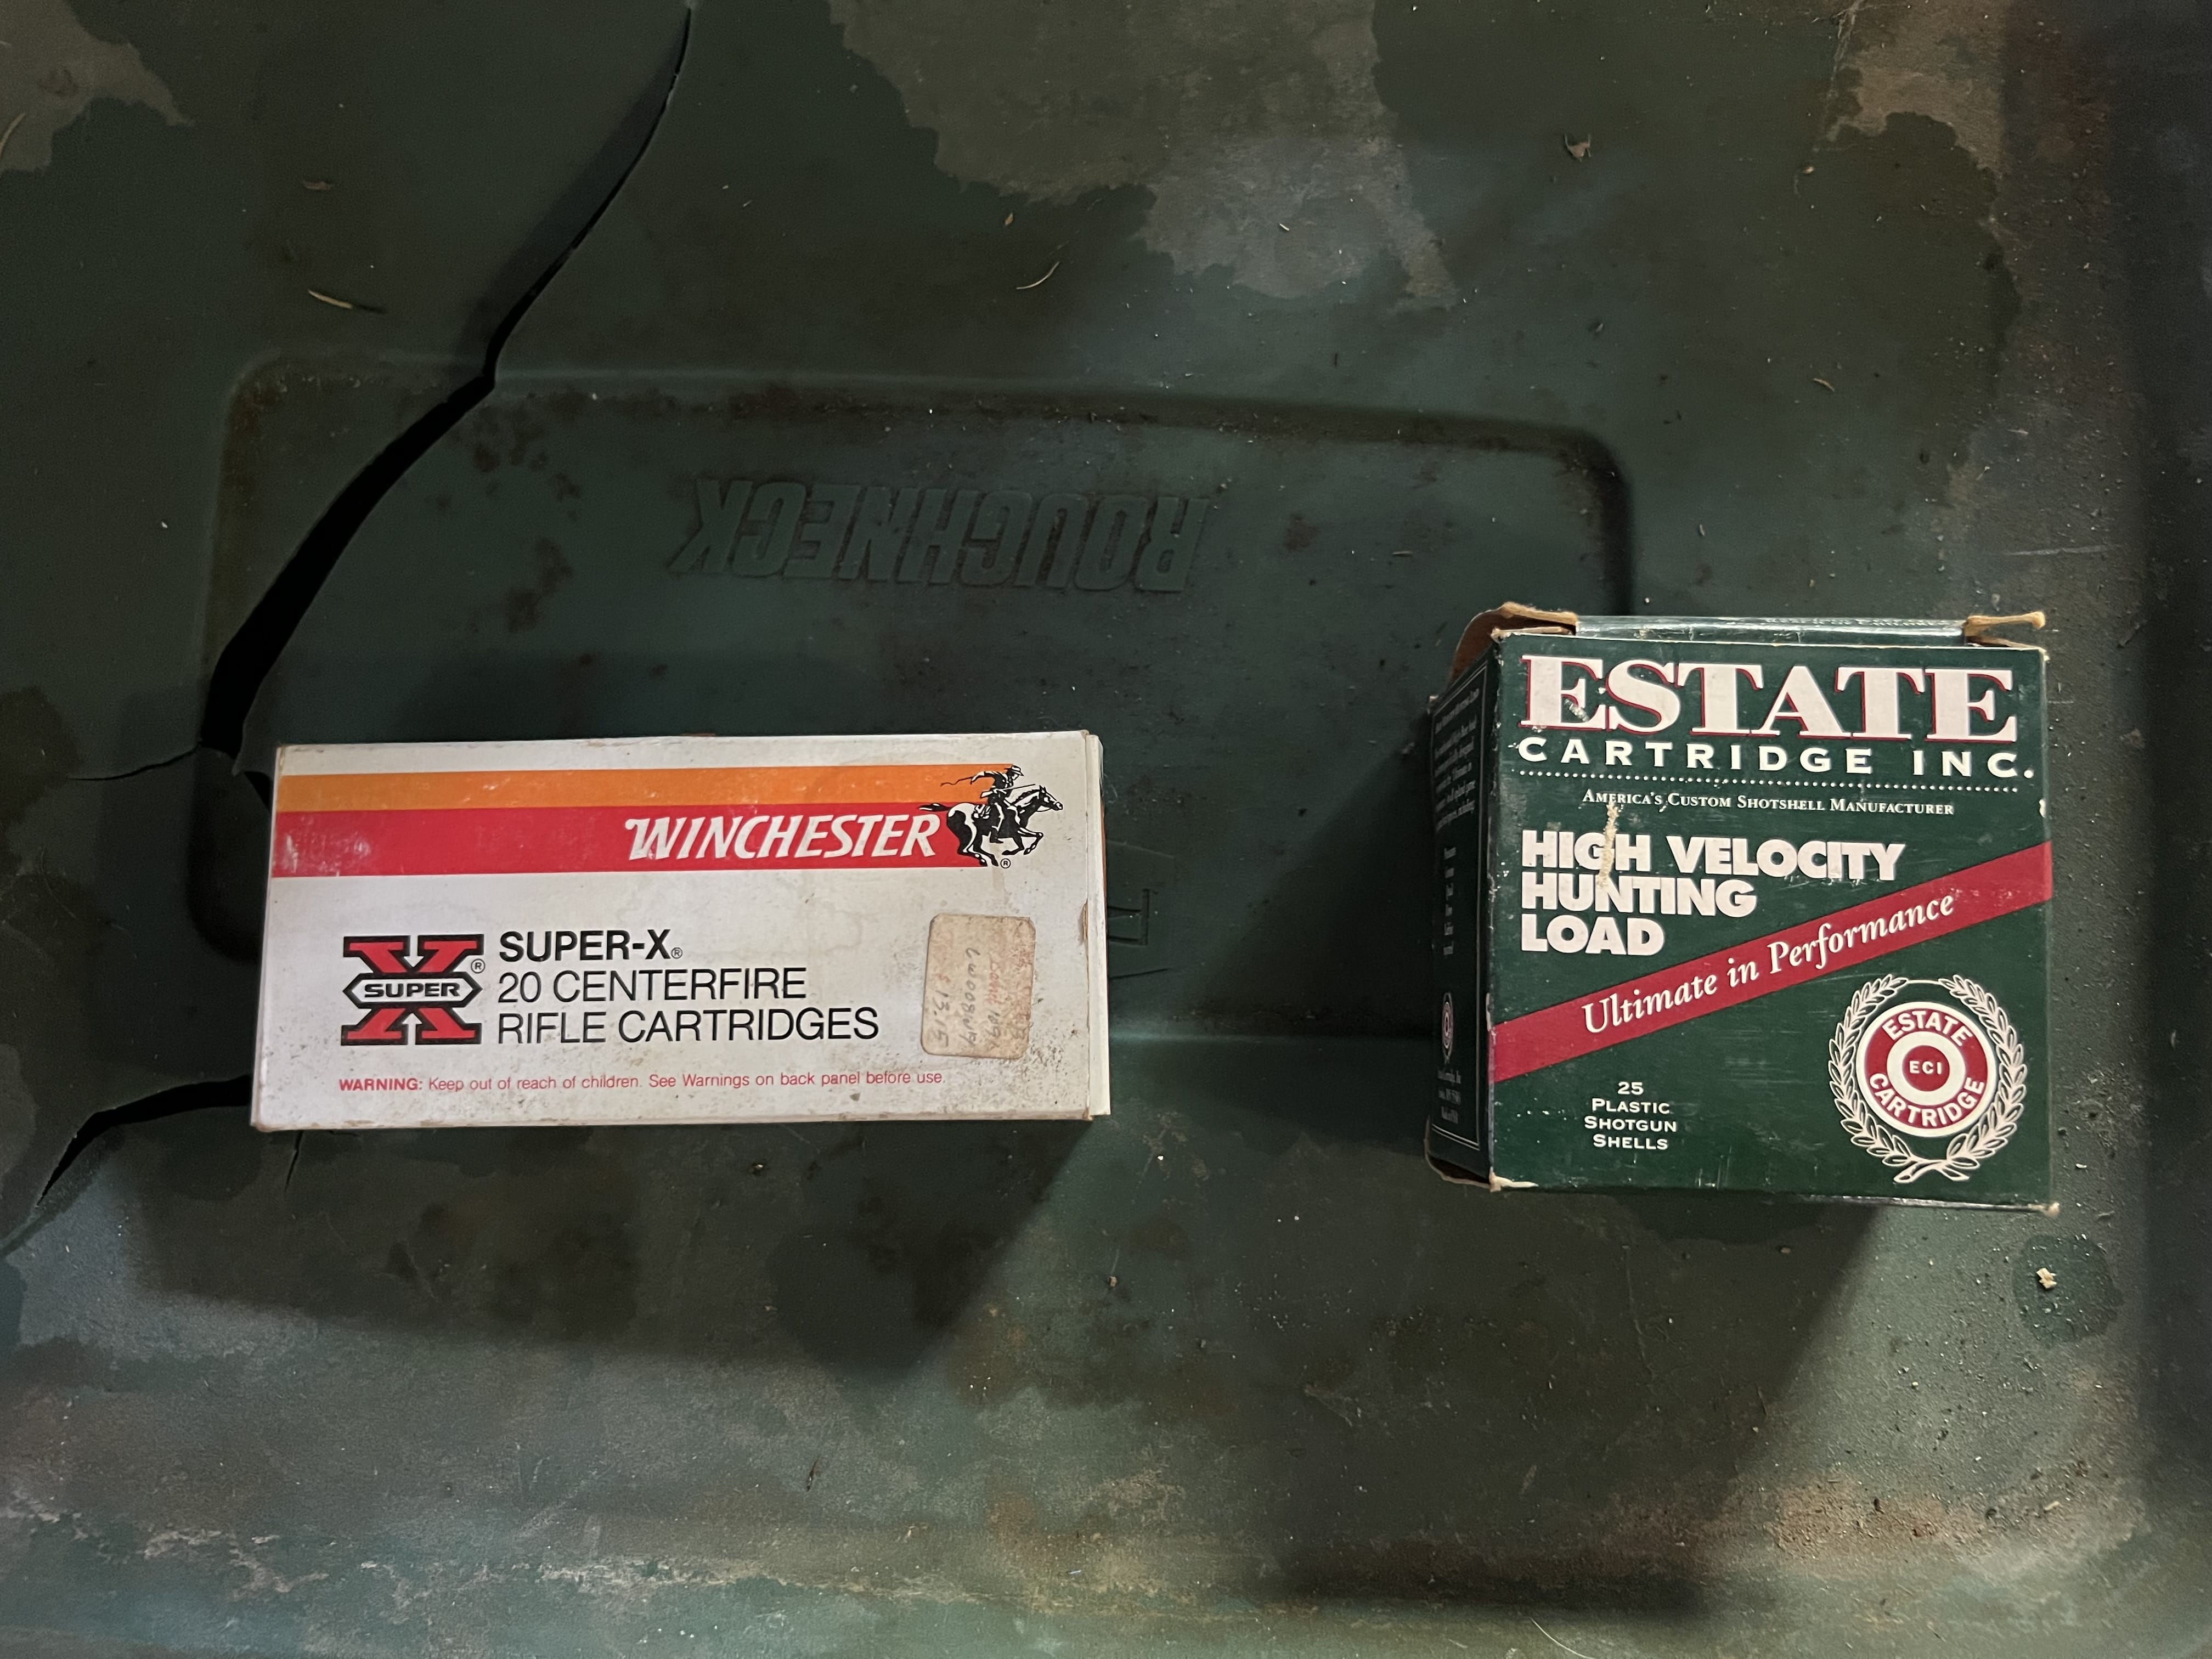 ROUGHNECK
WINCHESTER
®
X
SUPER
®
SUPER-X®
20 CENTERFIRE
RIFLE CARTRIDGES
WARNING: Keep out of reach of children. See Warnings on back panel before use.
$13.15
ESTATE
CARTRIDGE INC.
AMERICA'S CUSTOM SHOTSHELL MANUFACTURER
HIGH VELOCITY
HUNTING
LOAD
Ultimate in Performance
25
PLASTIC
SHOTGUN
SHELLS
ESTATE
ECI
CARTRIDGE